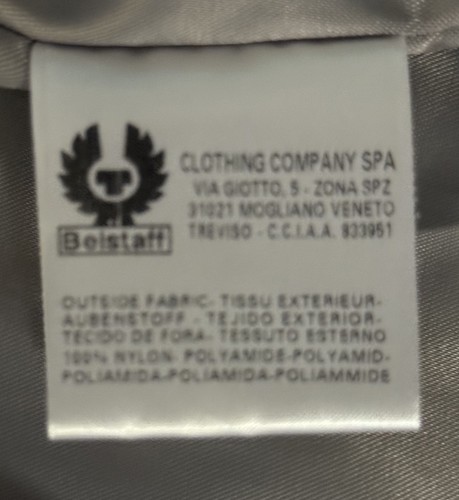 CLOTHING COMPANY SPA
VIA GIOTTO, 5 - ZONA SPZ
31021 MOGLIANO VENETO
TREVISO - C.C.I.A.A. 933951
Belstaff
OUTSIDE FABRIC- TISSU EXTERIEUR-
AUBENSTOFF - TEJIDO EXTERIOR-
TECIDO DE FORA- TESSUTO ESTERNO
100% NYLON- POLYAMIDE-POLYAMID-
POLIAMIDA-POLIAMIDA-POLIAMMIDE